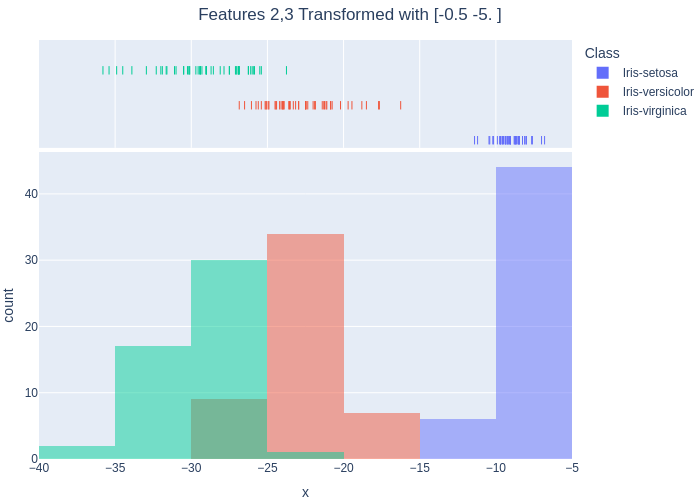 Features 2,3 Transformed with [-0.5 -5. ]
Class
Iris-setosa
Iris-versicolor
Iris-virginica
40
30
20
10
0
count
−40 −35 −30 −25 −20 −15 −10 −5
x